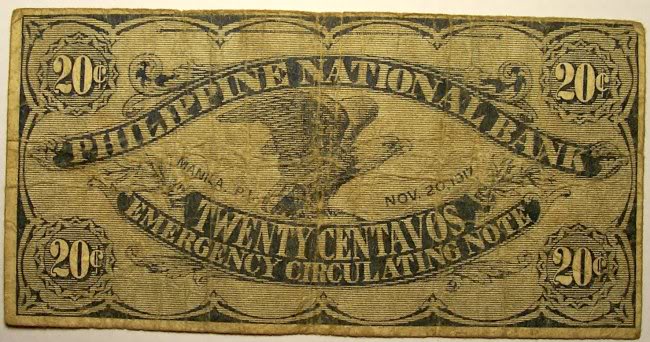 20¢ 20¢
PHILIPPINE NATIONAL BANK
MANILA, P.I. NOV. 20, 1917
TWENTY CENTAVOS
EMERGENCY CIRCULATING NOTE
20¢ 20¢